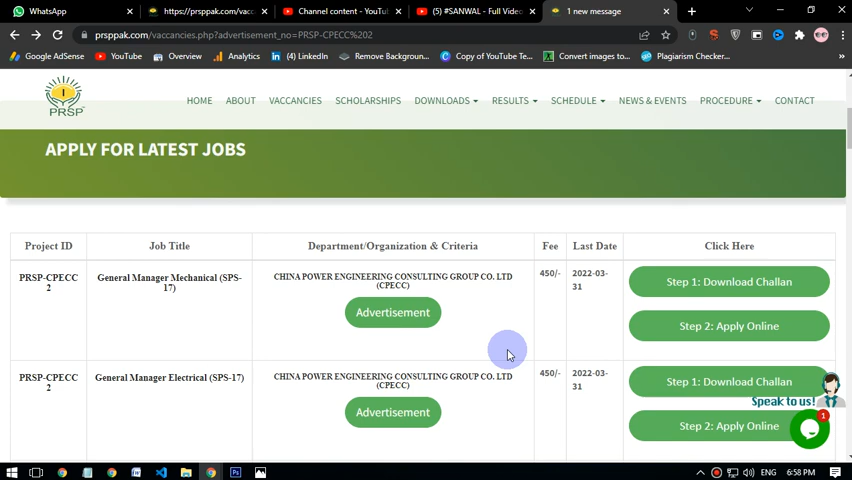 WhatsApp
https://prsppak.com/vacc
Channel content - YouTu
(5) #SANWAL - Full Video
1 new message
prsppak.com/vaccancies.php?advertisement_no=PRSP-CPECC%202
Google AdSense
YouTube
Overview
Analytics
(4) LinkedIn
Remove Backgroun...
Copy of YouTube Te...
Convert images to...
Plagiarism Checker...
PRSP
HOME
ABOUT
VACCANCIES
SCHOLARSHIPS
DOWNLOADS
RESULTS
SCHEDULE
NEWS & EVENTS
PROCEDURE
CONTACT
APPLY FOR LATEST JOBS
Project ID
Job Title
Department/Organization & Criteria
Fee
Last Date
Click Here
PRSP-CPECC
2
General Manager Mechanical (SPS-
17)
CHINA POWER ENGINEERING CONSULTING GROUP CO. LTD
(CPECC)
Advertisement
450/-
2022-03-
31
Step 1: Download Challan
Step 2: Apply Online
PRSP-CPECC
2
General Manager Electrical (SPS-17)
CHINA POWER ENGINEERING CONSULTING GROUP CO. LTD
(CPECC)
Advertisement
450/-
2022-03-
31
Step 1: Download Challan
Step 2: Apply Online
Speak to us!
1
ENG
6:58 PM